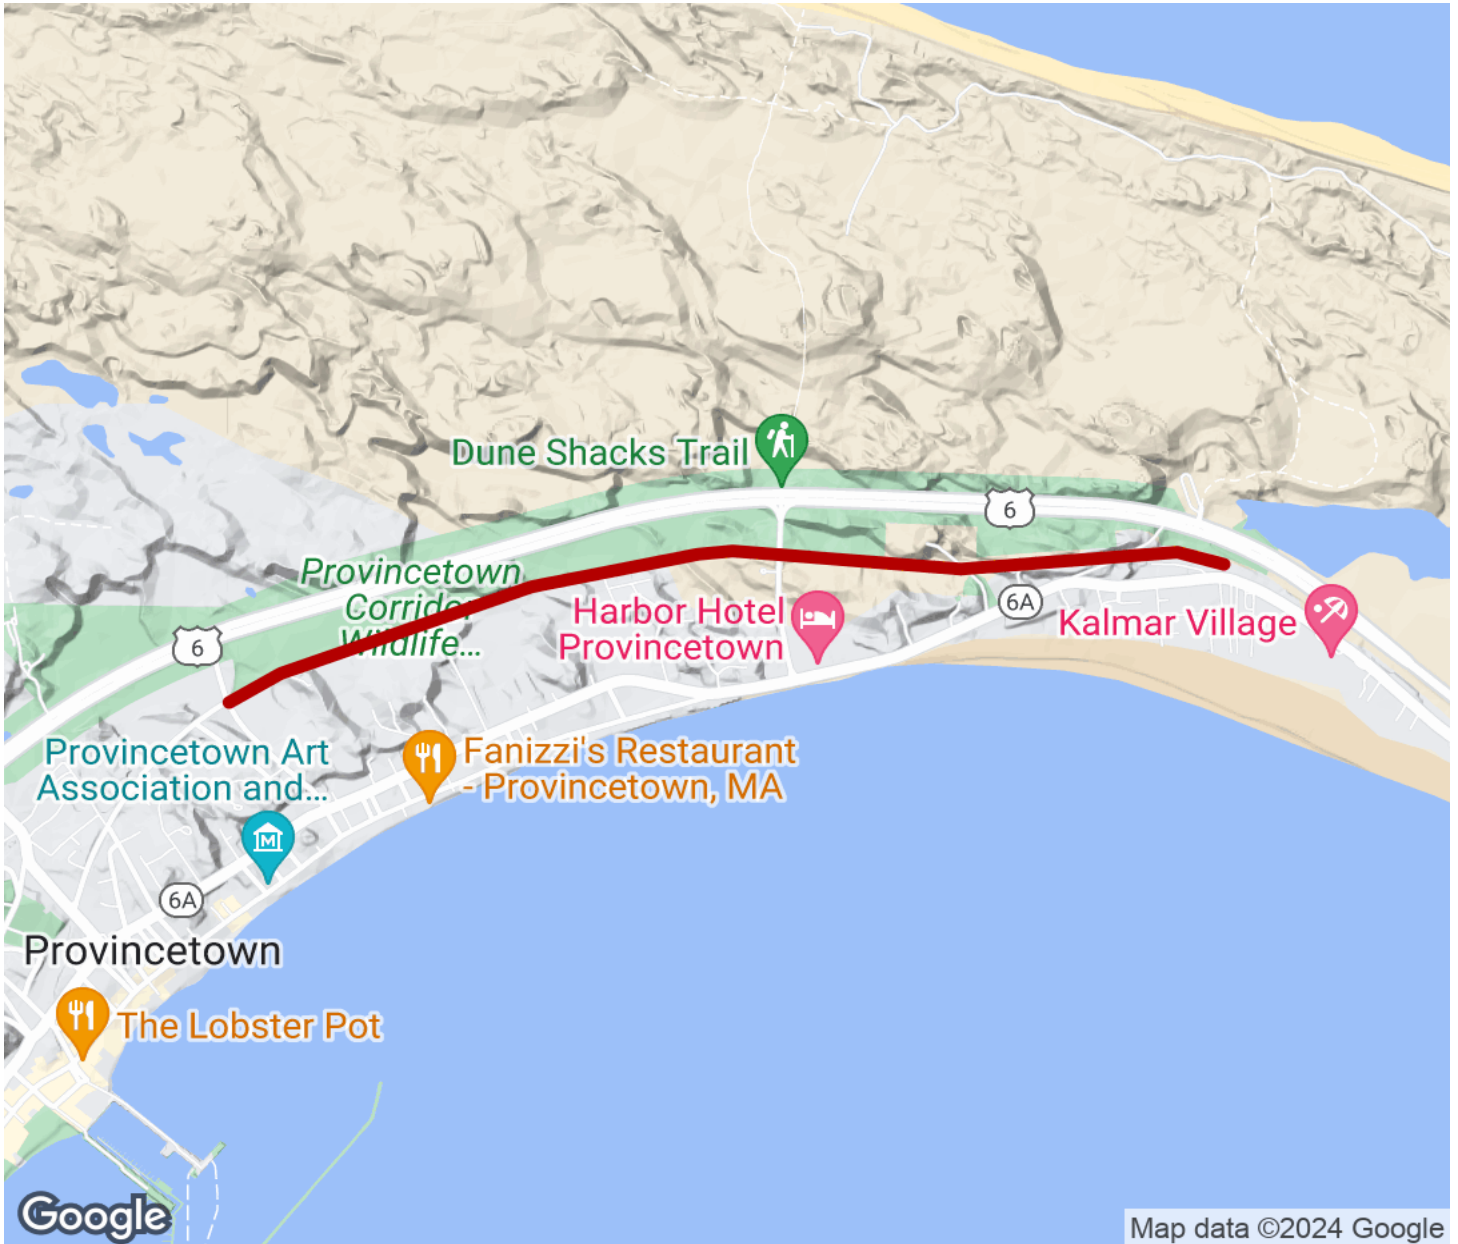 Dune Shacks Trail
6
Provincetown
Corridor
Wildlife...
6
Harbor Hotel
Provincetown
6A
Kalmar Village
Provincetown Art
Association and...
Fanizzi's Restaurant
- Provincetown, MA
M
6A
Provincetown
The Lobster Pot
Google
Map data ©2024 Google